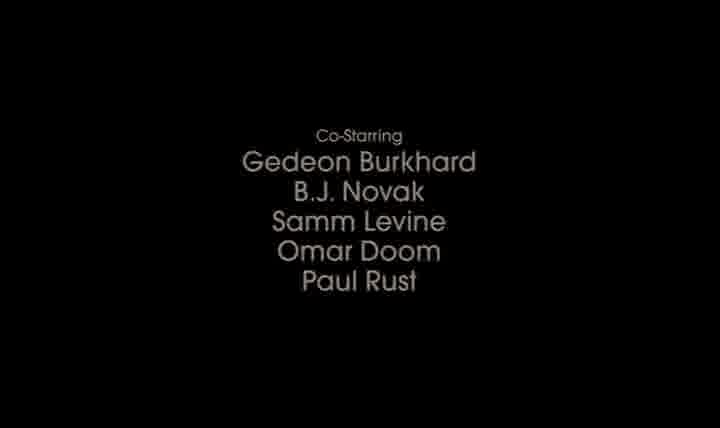 Co-Starring
Gedeon Burkhard
B.J. Novak
Samm Levine
Omar Doom
Paul Rust